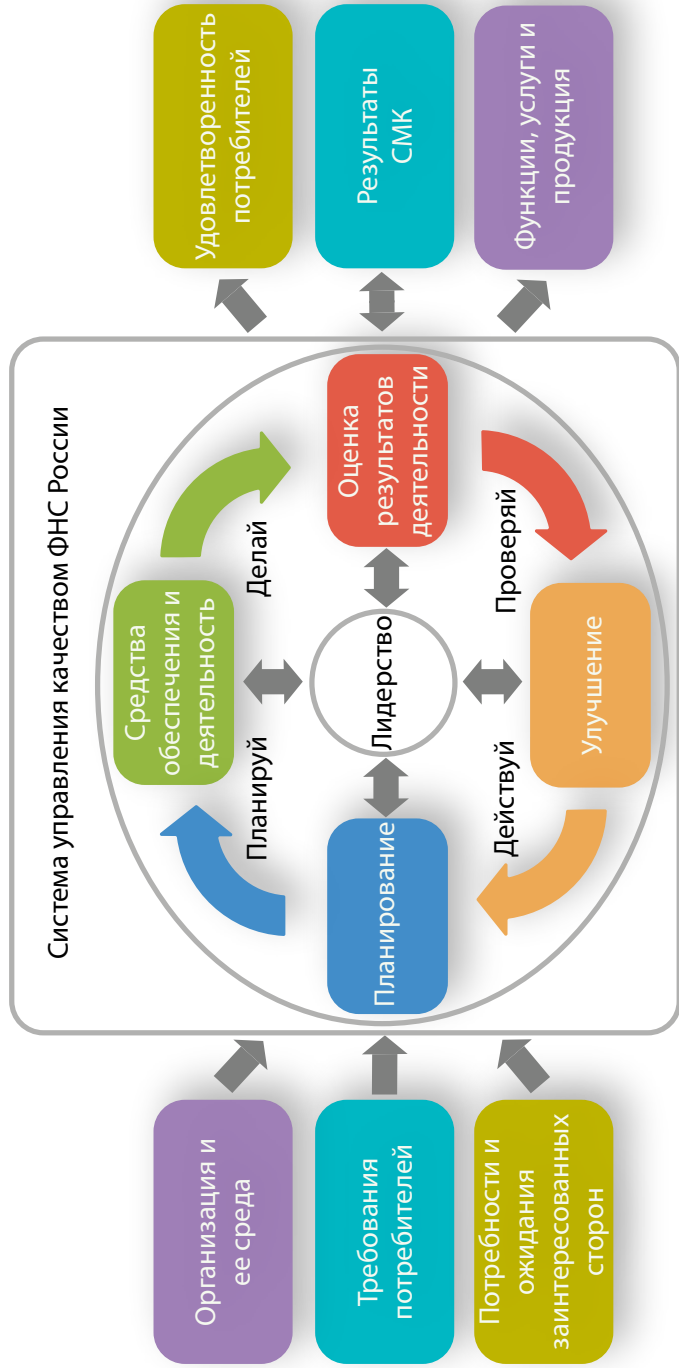 Система управления качеством ФНС России
Организация и
ее среда
Требования
потребителей
Потребности и
ожидания
заинтересованных
сторон
Планирование
Планируй
Средства
обеспечения и
деятельность
Делай
Лидерство
Оценка
результатов
деятельности
Проверяй
Улучшение
Действуй
Удовлетворенность
потребителей
Результаты
СМК
Функции, услуги и
продукция